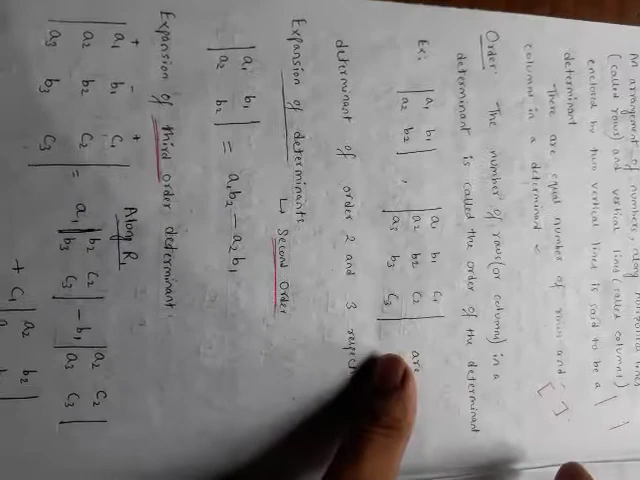 An arrangement of numbers, along horizontal lines
(called rows) and vertical lines (called columns)
enclosed by two vertical lines is said to be a | |
determinant
There are equal number of rows and
columns in a determinant [ ].
Order: The number of rows (or columns) in a
determinant is called the order of the determinant
Ex: | a₁ b₁ | , | a₁ b₁ c₁ |
| a₂ b₂ | | a₂ b₂ c₂ | are
| a₃ b₃ c₃ |
determinant of order 2 and 3
Expansion of determinants:
↳ Second Order
| a₁ b₁ |
| a₂ b₂ | = a₁b₂ − a₂b₁
Expansion of third order determinant:
Along R₁
+ − +
| a₁ b₁ c₁ |
| a₂ b₂ c₂ | = a₁ | b₂ c₂ | − b₁ | a₂ c₂ |
| a₃ b₃ c₃ | | b₃ c₃ | | a₃ c₃ |
+ c₁ | a₂ b₂ |